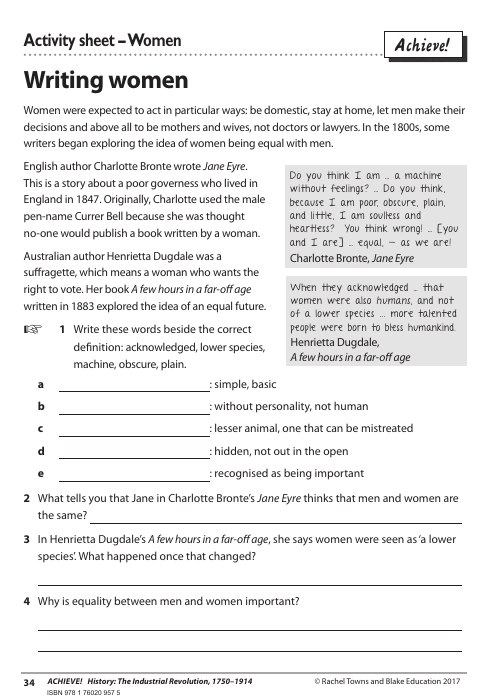 Activity sheet – Women
Achieve!
Writing women
Women were expected to act in particular ways: be domestic, stay at home, let men make their
decisions and above all to be mothers and wives, not doctors or lawyers. In the 1800s, some
writers began exploring the idea of women being equal with men.
English author Charlotte Bronte wrote Jane Eyre.
This is a story about a poor governess who lived in
England in 1847. Originally, Charlotte used the male
pen-name Currer Bell because she was thought
no-one would publish a book written by a woman.
Australian author Henrietta Dugdale was a
suffragette, which means a woman who wants the
right to vote. Her book A few hours in a far-off age
written in 1883 explored the idea of an equal future.
Do you think I am … a machine
without feelings? … Do you think,
because I am poor, obscure, plain,
and little, I am soulless and
heartless? You think wrong! … [you
and I are] … equal, – as we are!
Charlotte Bronte, Jane Eyre
When they acknowledged … that
women were also humans, and not
of a lower species … more talented
people were born to bless humankind.
Henrietta Dugdale,
A few hours in a far-off age
1 Write these words beside the correct
definition: acknowledged, lower species,
machine, obscure, plain.
a : simple, basic
b : without personality, not human
c : lesser animal, one that can be mistreated
d : hidden, not out in the open
e : recognised as being important
2 What tells you that Jane in Charlotte Bronte's Jane Eyre thinks that men and women are
the same?
3 In Henrietta Dugdale's A few hours in a far-off age, she says women were seen as 'a lower
species'. What happened once that changed?
4 Why is equality between men and women important?
34 ACHIEVE! History: The Industrial Revolution, 1750–1914 © Rachel Towns and Blake Education 2017
ISBN 978 1 76020 957 5